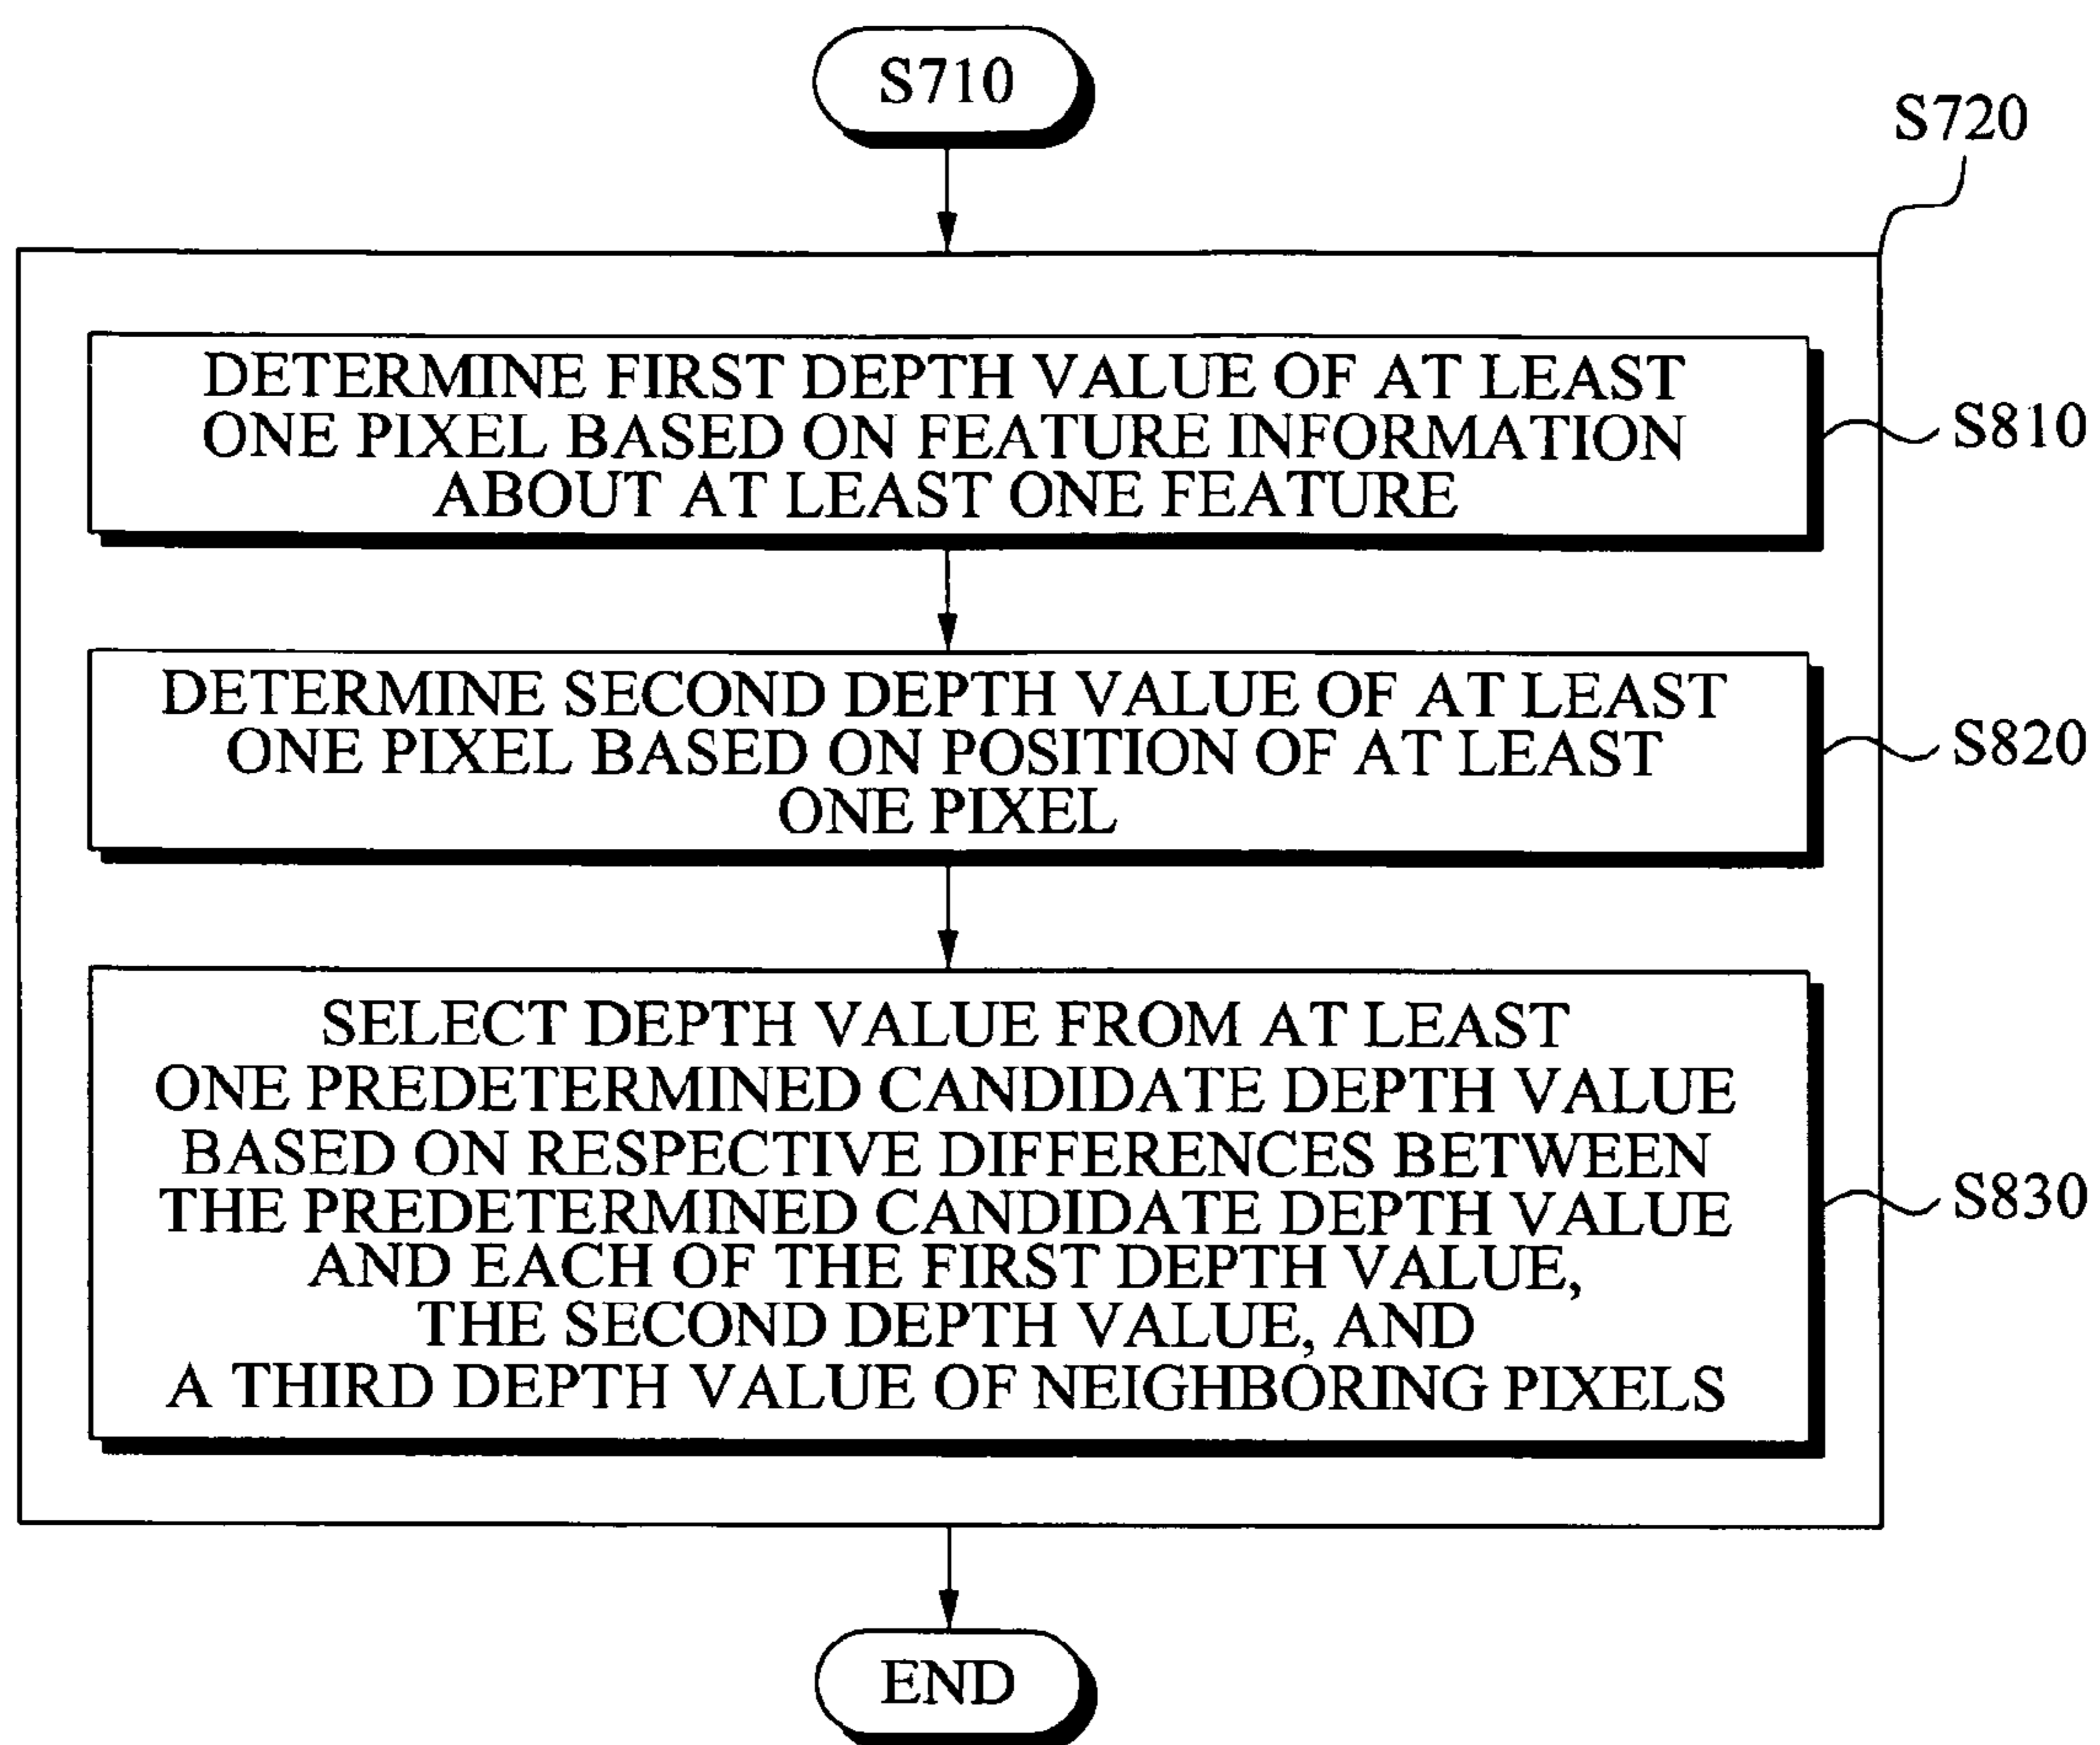 S710
S720
DETERMINE FIRST DEPTH VALUE OF AT LEAST
ONE PIXEL BASED ON FEATURE INFORMATION
ABOUT AT LEAST ONE FEATURE
S810
DETERMINE SECOND DEPTH VALUE OF AT LEAST
ONE PIXEL BASED ON POSITION OF AT LEAST
ONE PIXEL
S820
SELECT DEPTH VALUE FROM AT LEAST
ONE PREDETERMINED CANDIDATE DEPTH VALUE
BASED ON RESPECTIVE DIFFERENCES BETWEEN
THE PREDETERMINED CANDIDATE DEPTH VALUE
AND EACH OF THE FIRST DEPTH VALUE,
THE SECOND DEPTH VALUE, AND
A THIRD DEPTH VALUE OF NEIGHBORING PIXELS
S830
END